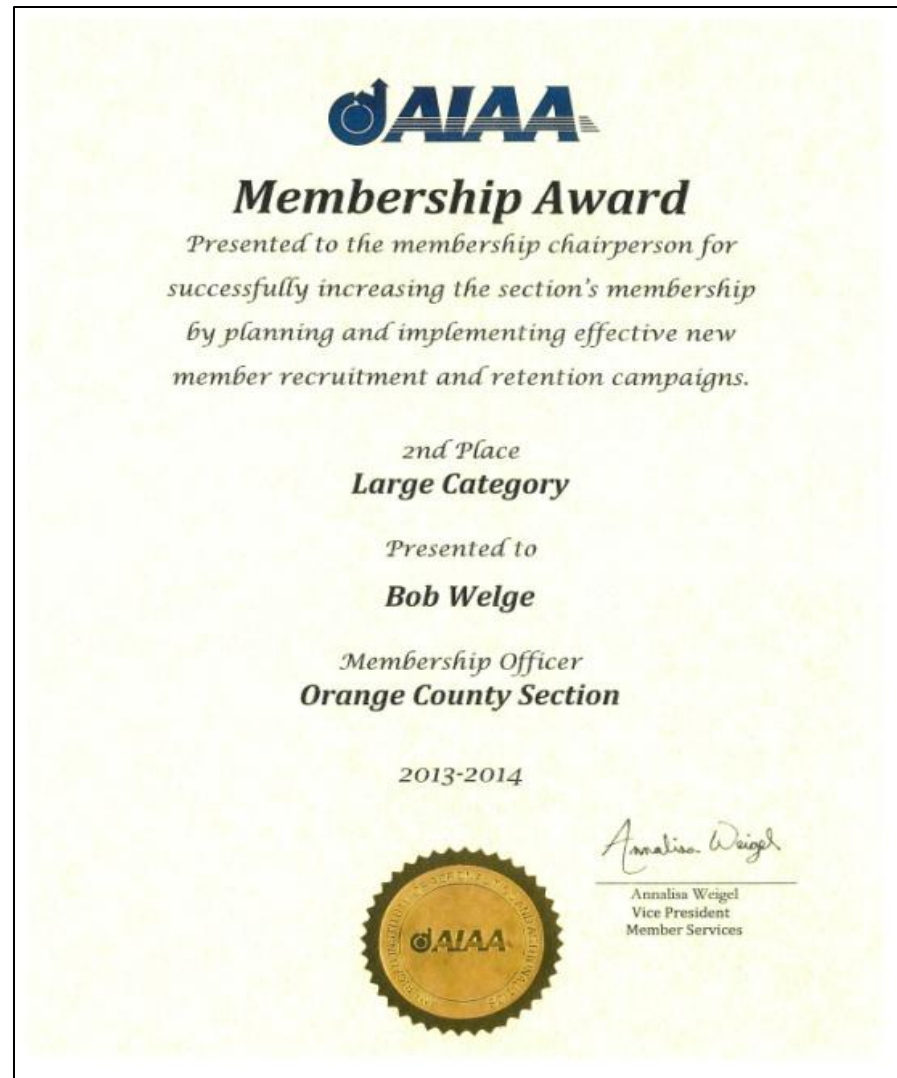 AIAA
Membership Award
Presented to the membership chairperson for
successfully increasing the section's membership
by planning and implementing effective new
member recruitment and retention campaigns.
2nd Place
Large Category
Presented to
Bob Welge
Membership Officer
Orange County Section
2013-2014
Annalisa Weigel
Annalisa Weigel
Vice President
Member Services
AIAA